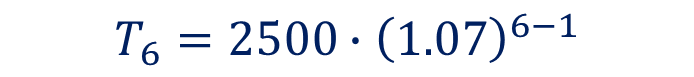 T₆ = 2500 · (1.07)⁶⁻¹